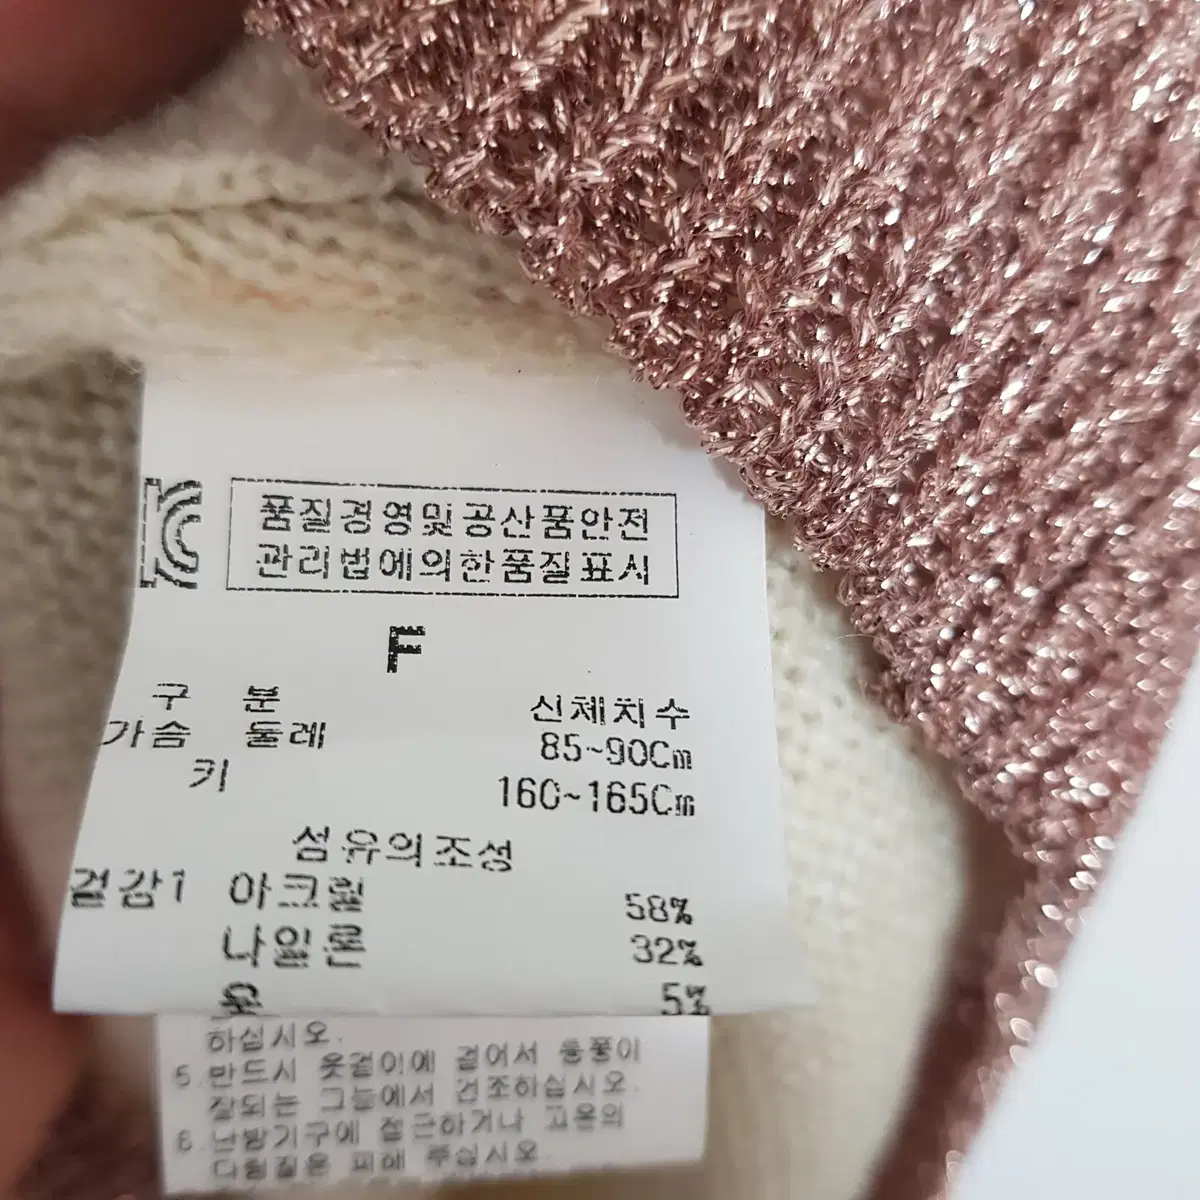 품질경영및공산품안전
관리법에의한품질표시
F
구 분 신체치수
가슴 둘레 85~90Cm
키 160~165Cm
섬유의조성
겉감1 아크릴 58%
나일론 32%
울 5%
하십시오.
5.반드시 옷걸이에 걸어서 통풍이
잘되는 그늘에서 건조하십시오.
6.난방기구에 접근하거나 고온의
다림질은 피해 주십시오.